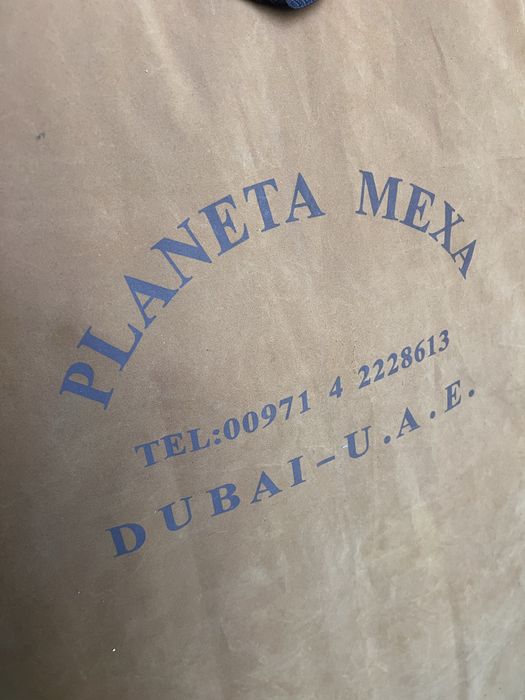 PLANETA MEXA
TEL:00971 4 2228613
DUBAI-U.A.E.